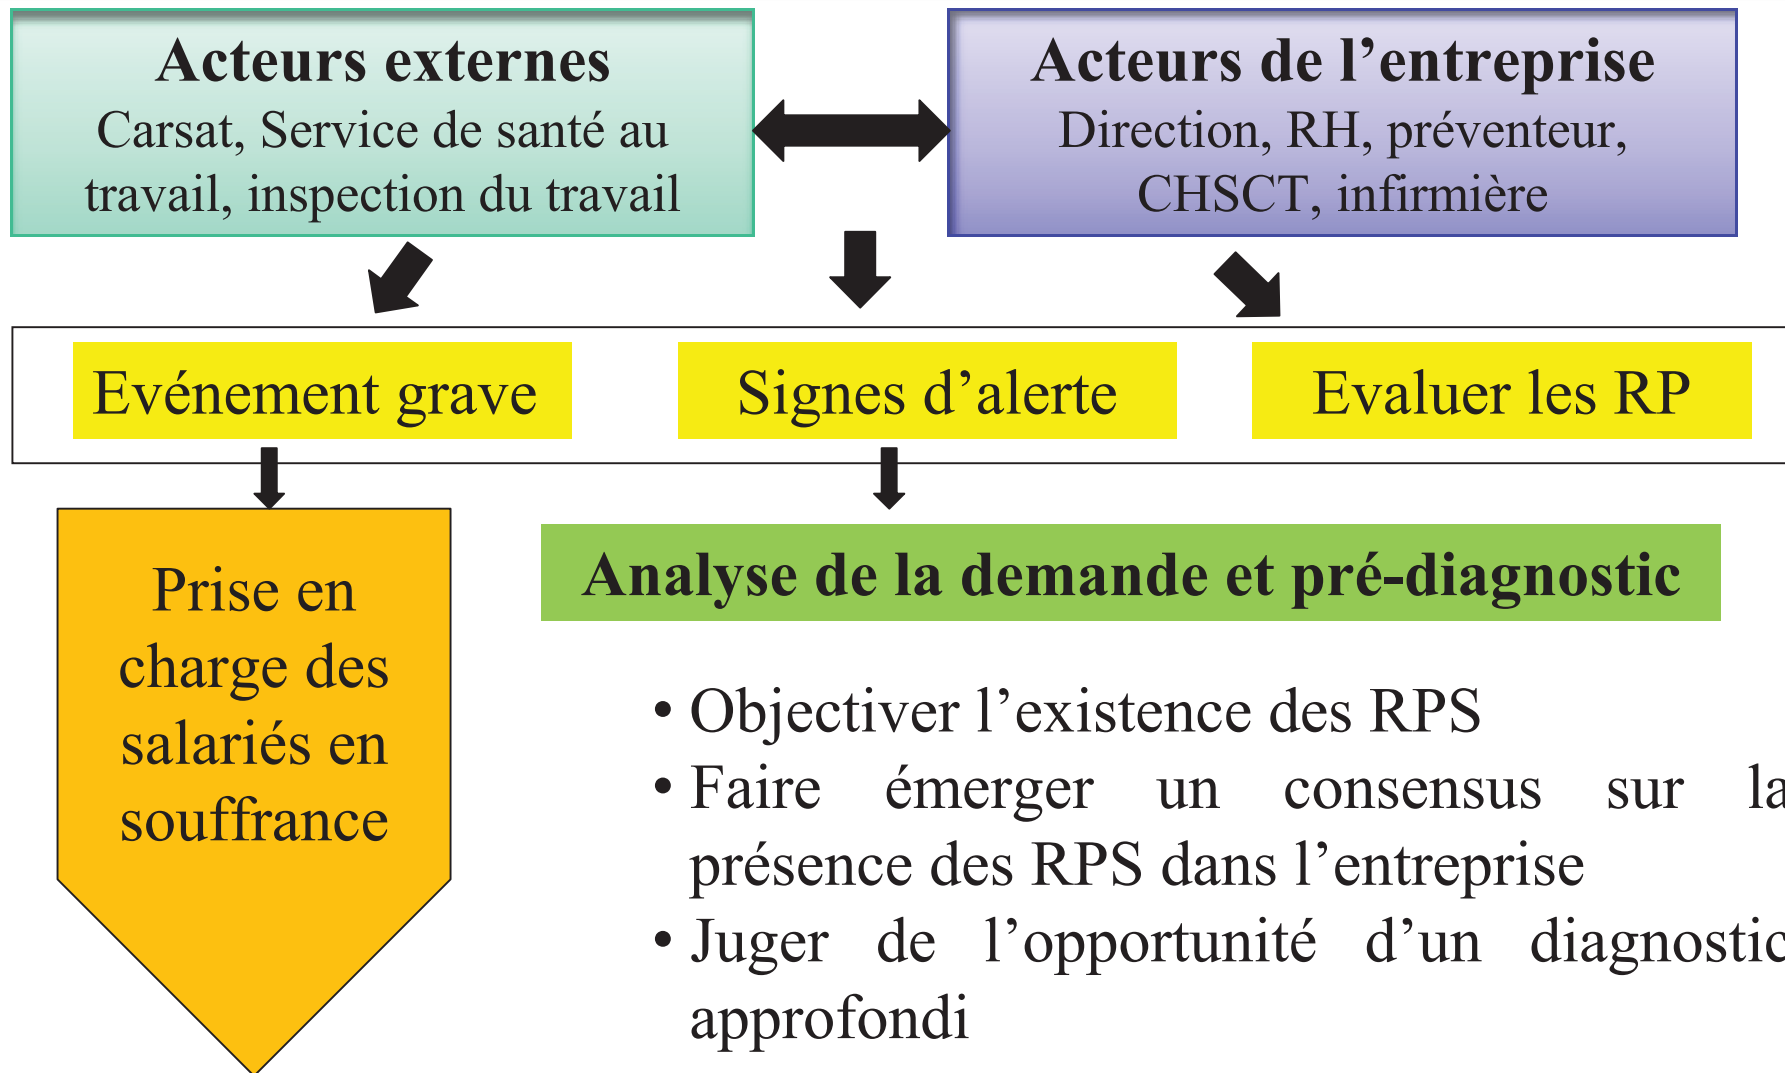 Acteurs externes
Carsat, Service de santé au
travail, inspection du travail
Acteurs de l’entreprise
Direction, RH, préventeur,
CHSCT, infirmière
Evénement grave
Signes d’alerte
Evaluer les RP
Prise en
charge des
salariés en
souffrance
Analyse de la demande et pré-diagnostic
• Objectiver l’existence des RPS
• Faire émerger un consensus sur la
présence des RPS dans l’entreprise
• Juger de l’opportunité d’un diagnostic
approfondi